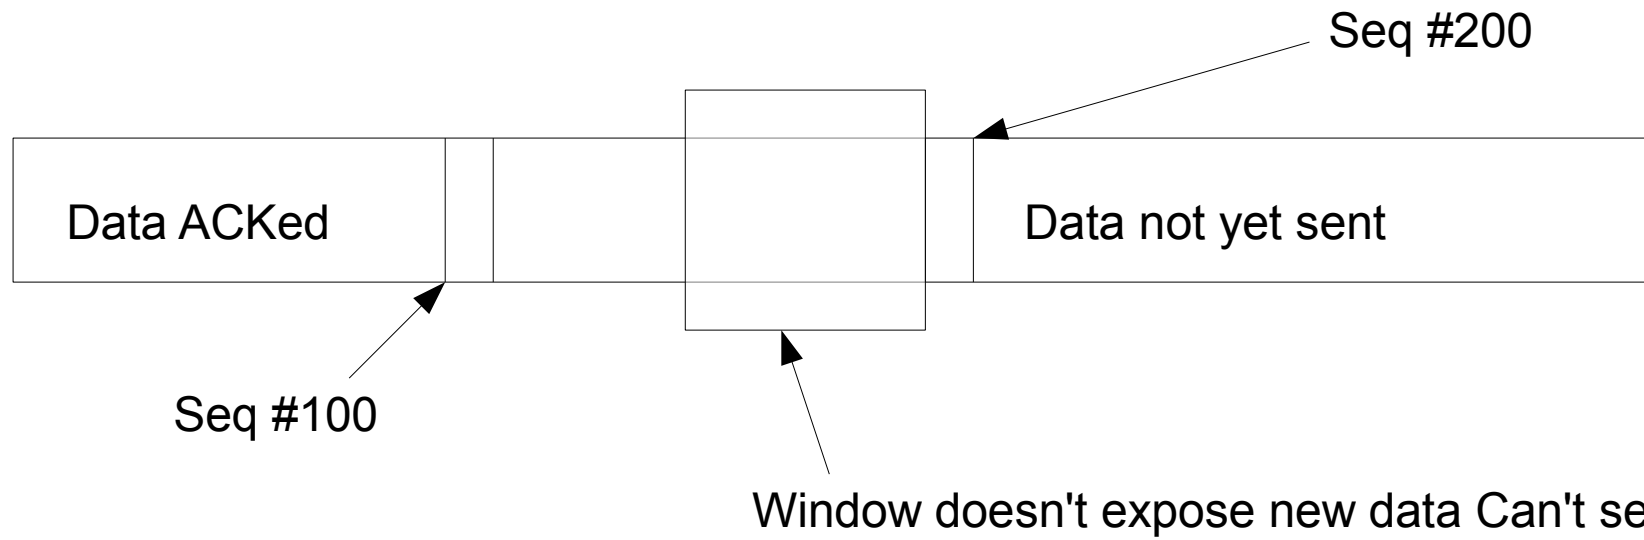 Seq #200
Data ACKed
Data not yet sent
Seq #100
Window doesn't expose new data Can't se